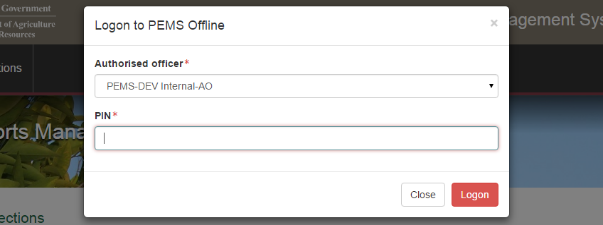 Government
t of Agriculture
Resources
Logon to PEMS Offline
×
agement Sys
ions
Authorised officer*
PEMS-DEV Internal-AO
PIN*
orts Mana
Close
Logon
ections